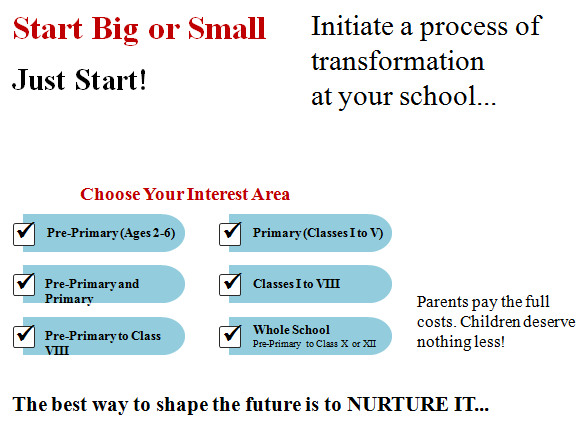 Start Big or Small
Just Start!
Initiate a process of
transformation
at your school...
Choose Your Interest Area
Pre-Primary (Ages 2-6)
Primary (Classes I to V)
Pre-Primary and
Primary
Classes I to VIII
Pre-Primary to Class
VIII
Whole School
Pre-Primary to Class X or XII
Parents pay the full
costs. Children deserve
nothing less!
The best way to shape the future is to NURTURE IT...